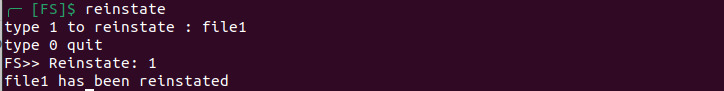 ╭─ [FS]$ reinstate
type 1 to reinstate : file1
type 0 quit
FS>> Reinstate: 1
file1 has been reinstated